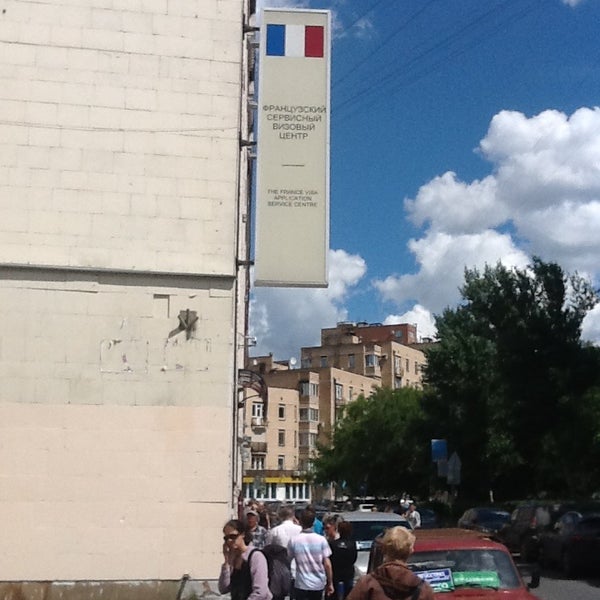 ФРАНЦУЗСКИЙ
СЕРВИСНЫЙ
ВИЗОВЫЙ
ЦЕНТР
THE FRANCE VISA
APPLICATION
SERVICE CENTRE